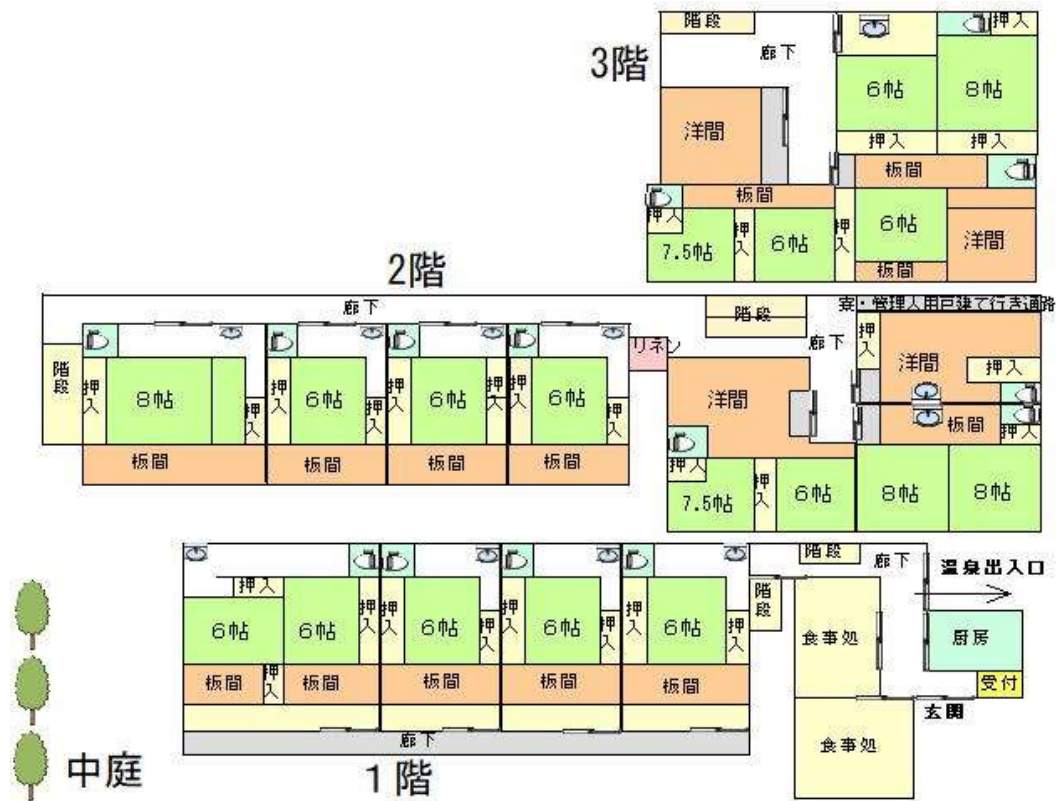 3階
階段
廊下
押入
6帖
8帖
洋間
押入
押入
板間
板間
押入
7.5帖
押入
6帖
押入
6帖
洋間
板間
2階
廊下
階段
寮・管理人用戸建て行き通路
廊下
リネン
階段
押入
8帖
押入
押入
6帖
押入
押入
6帖
押入
押入
6帖
押入
板間
板間
板間
板間
洋間
押入
洋間
押入
板間
押入
押入
7.5帖
押入
6帖
8帖
8帖
階段
廊下
温泉出入口
押入
6帖
6帖
押入
押入
6帖
押入
押入
6帖
押入
押入
6帖
押入
階段
食事処
厨房
受付
板間
押入
板間
板間
板間
板間
玄関
廊下
食事処
中庭
1階